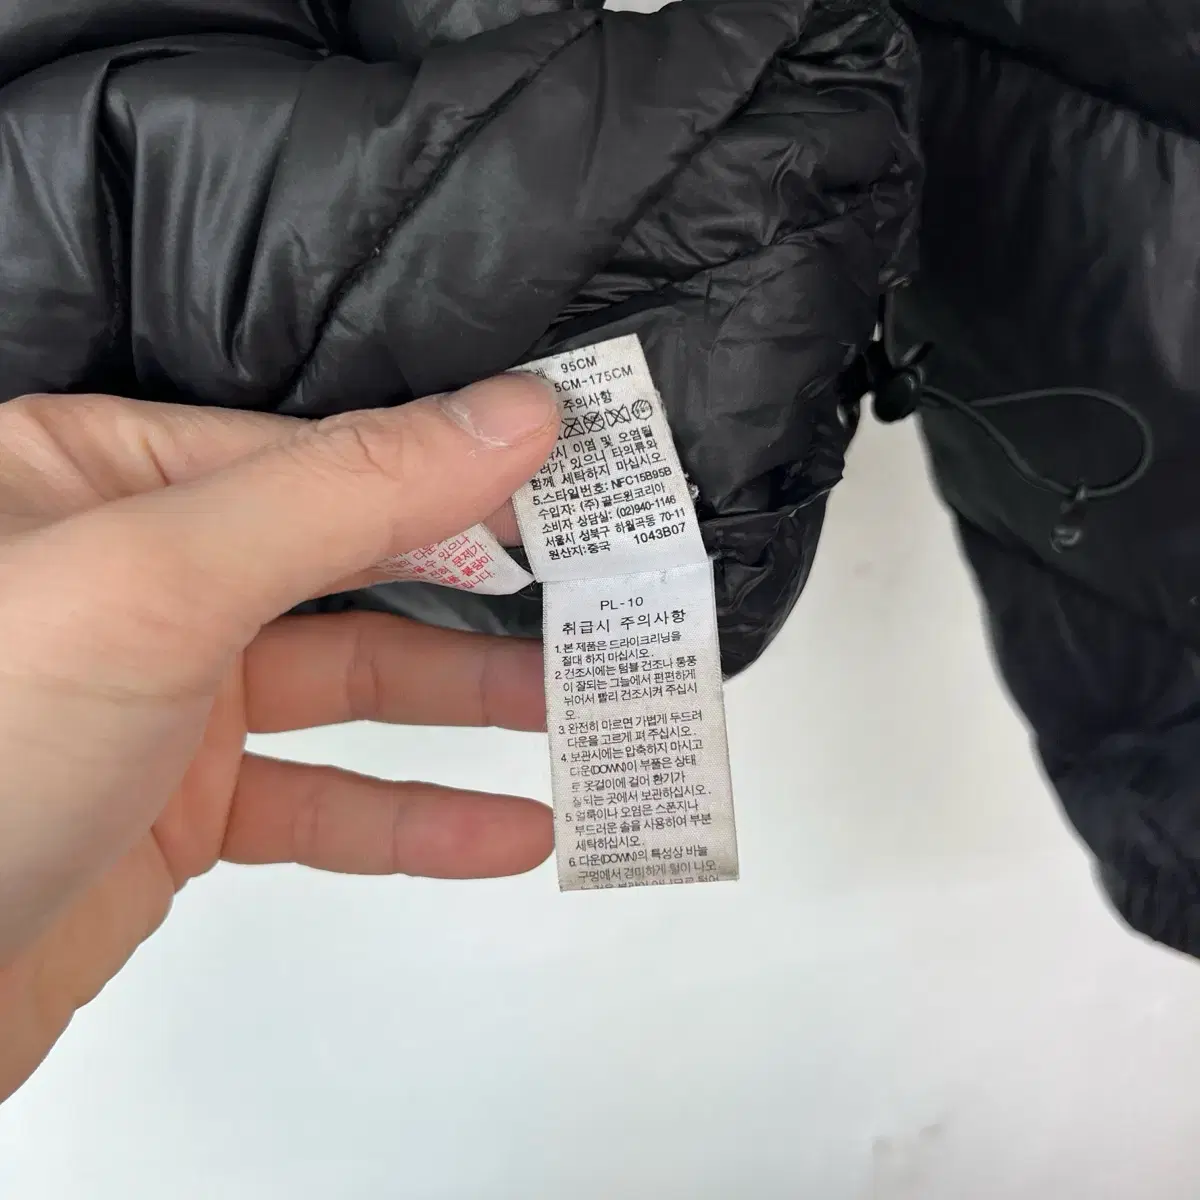 95CM
5CM-175CM
주의사항
시 이염 및 오염될
려가 있으니 타의류와
함께 세탁하지 마십시오.
5.스타일번호: NFC15B95B
수입자: (주)골드윈코리아
소비자 상담실: (02)940-1146
서울시 성북구 하월곡동 70-11
원산지: 중국 1043B07
PL-10
취급시 주의사항
1.본 제품은 드라이크리닝을
절대 하지 마십시오.
2.건조시에는 텀블 건조나 통풍
이 잘되는 그늘에서 편편하게
뉘어서 빨리 건조시켜 주십시
오.
3.완전히 마르면 가볍게 두드려
다운을 고르게 펴 주십시오.
4.보관시에는 압축하지 마시고
다운(DOWN)이 부풀은 상태
로 옷걸이에 걸어 환기가
잘되는 곳에서 보관하십시오.
5.얼룩이나 오염은 스폰지나
부드러운 솔을 사용하여 부분
세탁하십시오.
6.다운(DOWN)의 특성상 바늘
구멍에서 경미하게 털이 나오